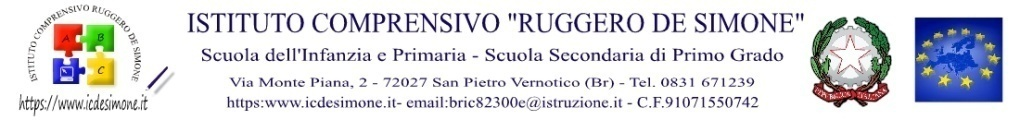 ISTITUTO COMPRENSIVO RUGGERO DE SIMONE
A B
C
https://www.icdesimone.it
ISTITUTO COMPRENSIVO "RUGGERO DE SIMONE"
Scuola dell'Infanzia e Primaria - Scuola Secondaria di Primo Grado
Via Monte Piana, 2 - 72027 San Pietro Vernotico (Br) - Tel. 0831 671239
https:www.icdesimone.it- email:bric82300e@istruzione.it - C.F.91071550742
REPVBBLICA ITALIANA